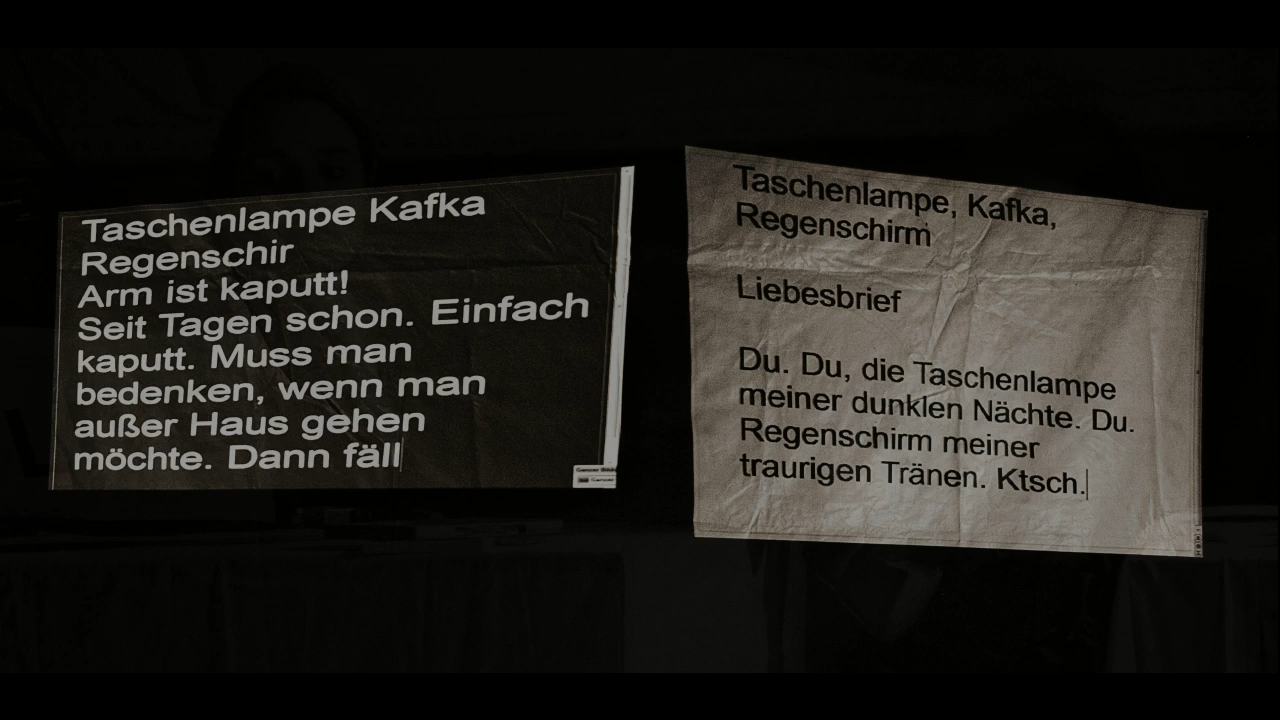 Taschenlampe Kafka
Regenschir
Arm ist kaputt!
Seit Tagen schon. Einfach
kaputt. Muss man
bedenken, wenn man
außer Haus gehen
möchte. Dann fäll
Taschenlampe, Kafka,
Regenschirm
Liebesbrief
Du. Du, die Taschenlampe
meiner dunklen Nächte. Du.
Regenschirm meiner
traurigen Tränen. Ktsch.